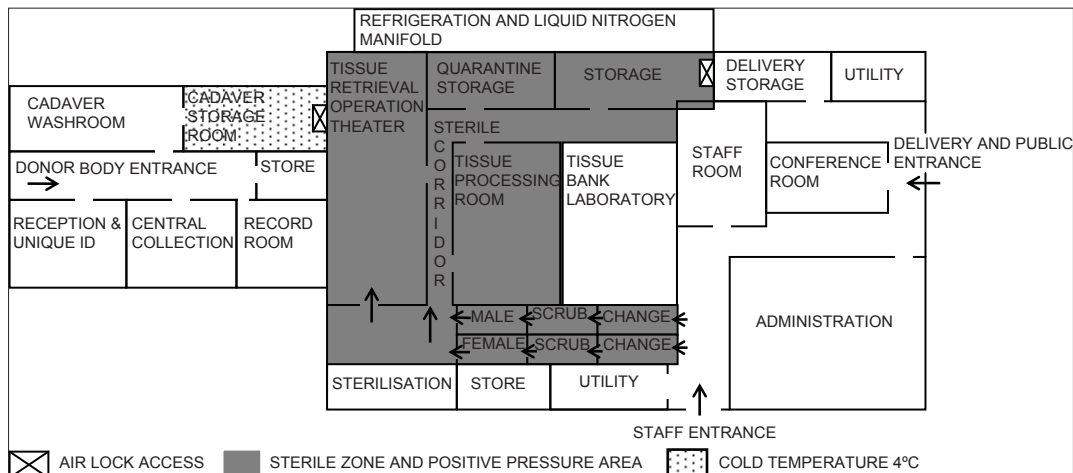 REFRIGERATION AND LIQUID NITROGEN
MANIFOLD
TISSUE
RETRIEVAL
OPERATION
THEATER
QUARANTINE
STORAGE
STORAGE
DELIVERY
STORAGE
UTILITY
CADAVER
WASHROOM
CADAVER
STORAGE
ROOM
STERILE
CORRIDOR
TISSUE
PROCESSING
ROOM
TISSUE
BANK
LABORATORY
STAFF
ROOM
CONFERENCE
ROOM
DELIVERY AND PUBLIC
ENTRANCE
DONOR BODY ENTRANCE
STORE
RECEPTION &
UNIQUE ID
CENTRAL
COLLECTION
RECORD
ROOM
MALE
SCRUB
CHANGE
FEMALE
SCRUB
CHANGE
ADMINISTRATION
STERILISATION
STORE
UTILITY
STAFF ENTRANCE
AIR LOCK ACCESS
STERILE ZONE AND POSITIVE PRESSURE AREA
COLD TEMPERATURE 4ºC